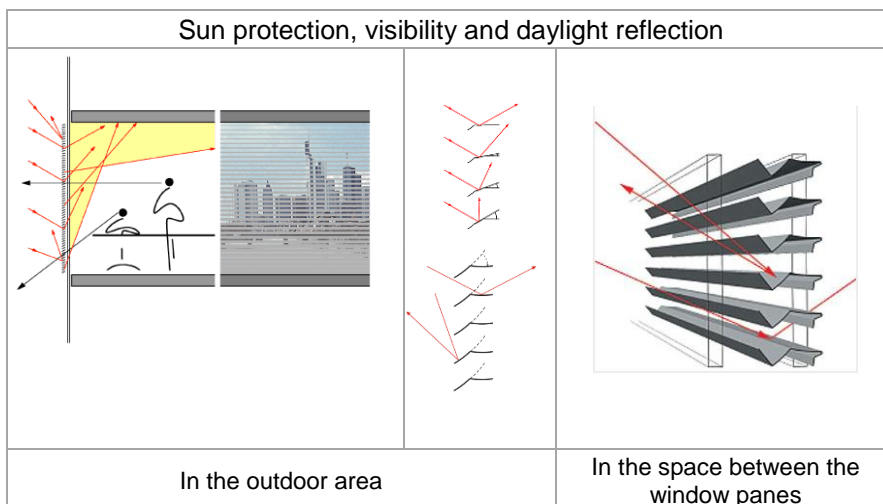 Sun protection, visibility and daylight reflection
In the outdoor area
In the space between the
window panes